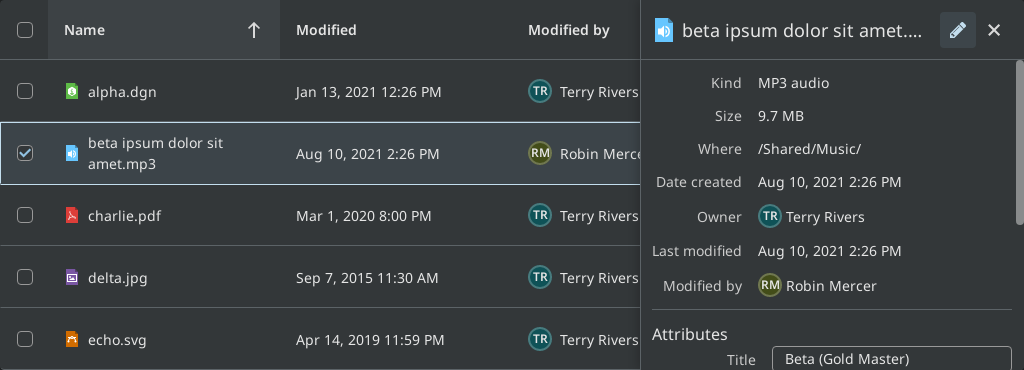 Name Modified Modified by
alpha.dgn Jan 13, 2021 12:26 PM TR Terry Rivers
beta ipsum dolor sit
amet.mp3 Aug 10, 2021 2:26 PM RM Robin
charlie.pdf Mar 1, 2020 8:00 PM TR Terry Rivers
delta.jpg Sep 7, 2015 11:30 AM TR Terry Rivers
echo.svg Apr 14, 2019 11:59 PM TR Terry Rivers
beta ipsum dolor sit amet....
Kind MP3 audio
Size 9.7 MB
Where /Shared/Music/
Date created Aug 10, 2021 2:26 PM
Owner TR Terry Rivers
Last modified Aug 10, 2021 2:26 PM
Modified by RM Robin Mercer
Attributes
Title Beta (Gold Master)